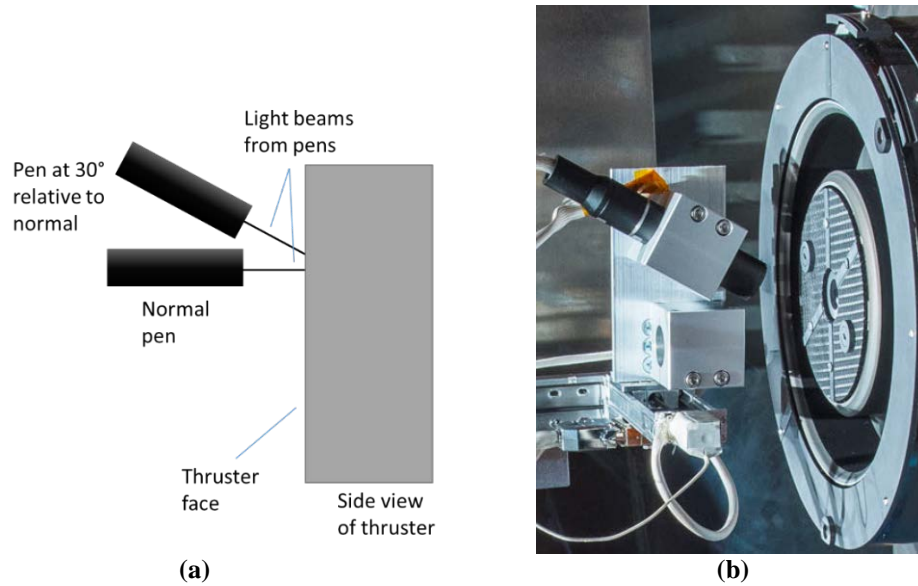 Light beams
from pens
Pen at 30°
relative to
normal
Normal
pen
Thruster
face
Side view
of thruster
(a)
(b)